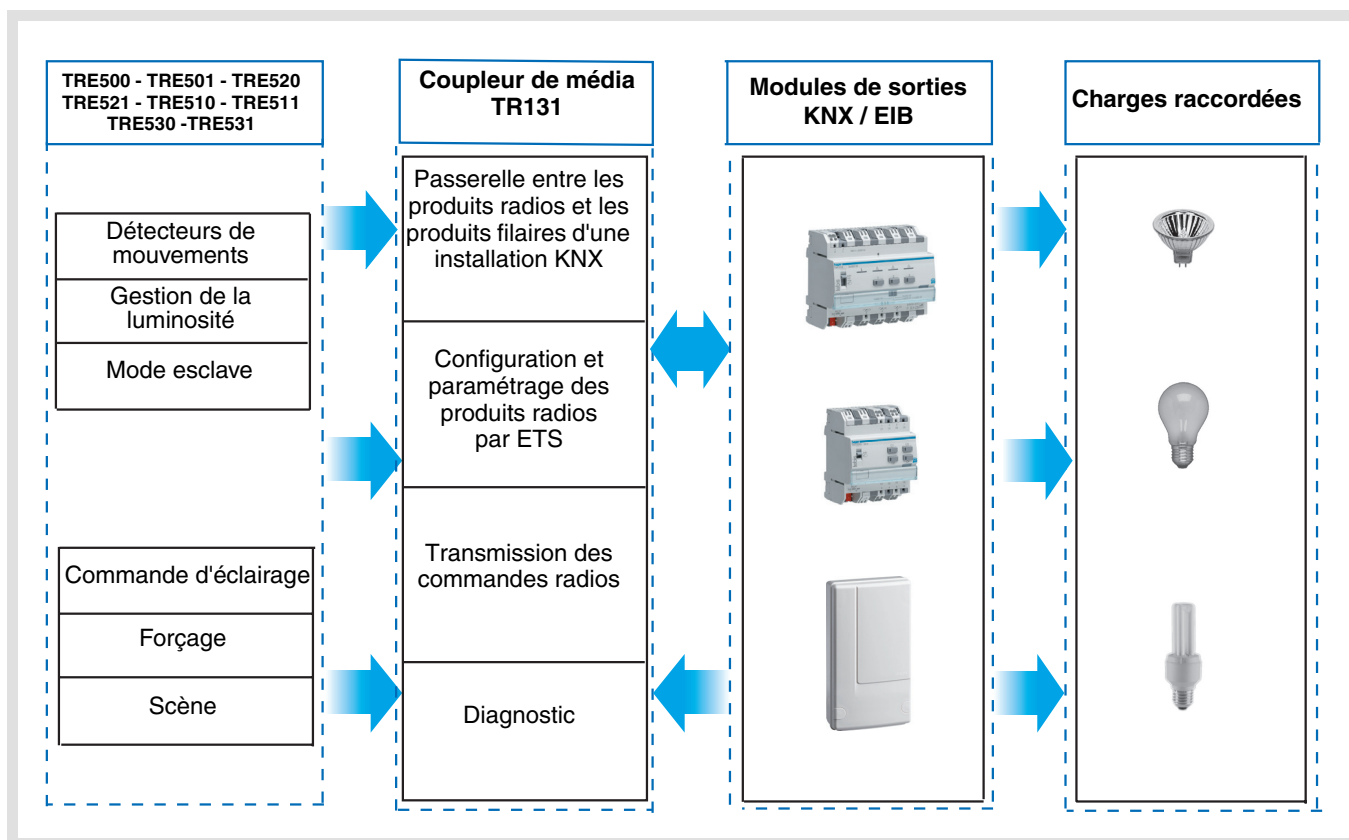 TRE500 - TRE501 - TRE520
TRE521 - TRE510 - TRE511
TRE530 -TRE531
Détecteurs de
mouvements
Gestion de la
luminosité
Mode esclave
Commande d'éclairage
Forçage
Scène
Coupleur de média
TR131
Passerelle entre les
produits radios et les
produits filaires d'une
installation KNX
Configuration et
paramétrage des
produits radios
par ETS
Transmission des
commandes radios
Diagnostic
Modules de sorties
KNX / EIB
Charges raccordées